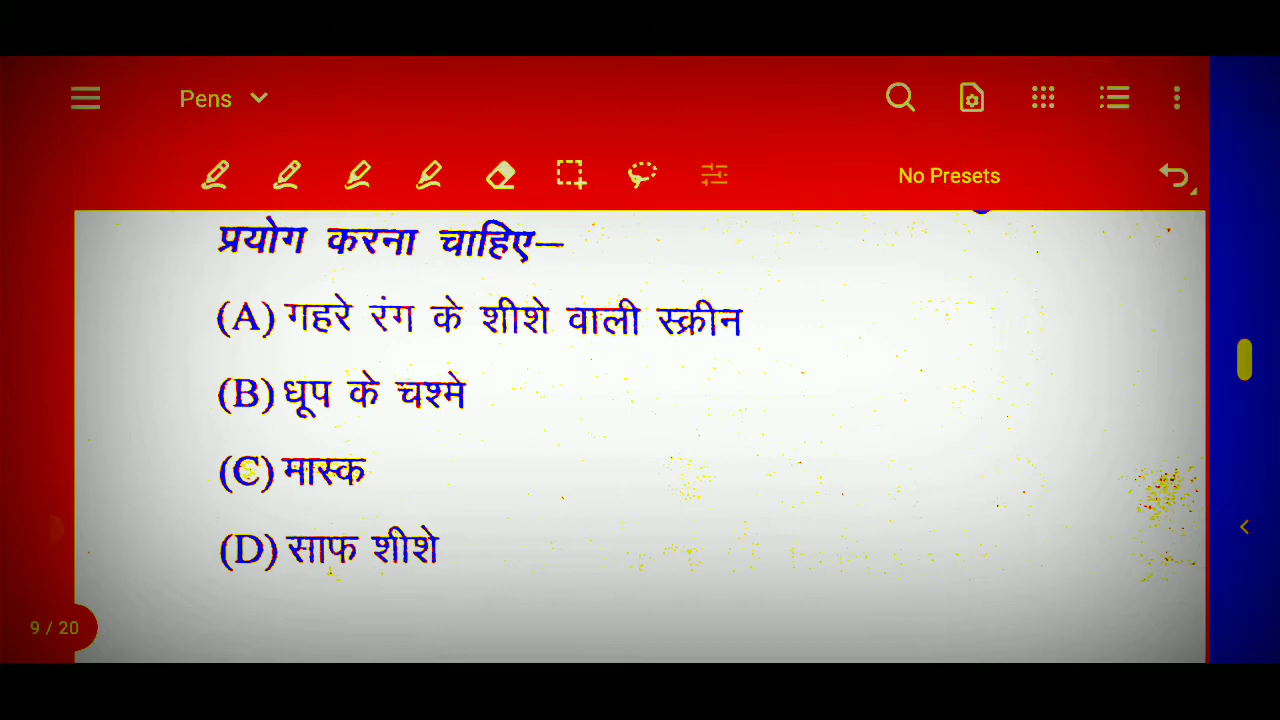 Pens
No Presets
प्रयोग करना चाहिए–
(A) गहरे रंग के शीशे वाली स्क्रीन
(B) धूप के चश्मे
(C) मास्क
(D) साफ शीशे
9 / 20